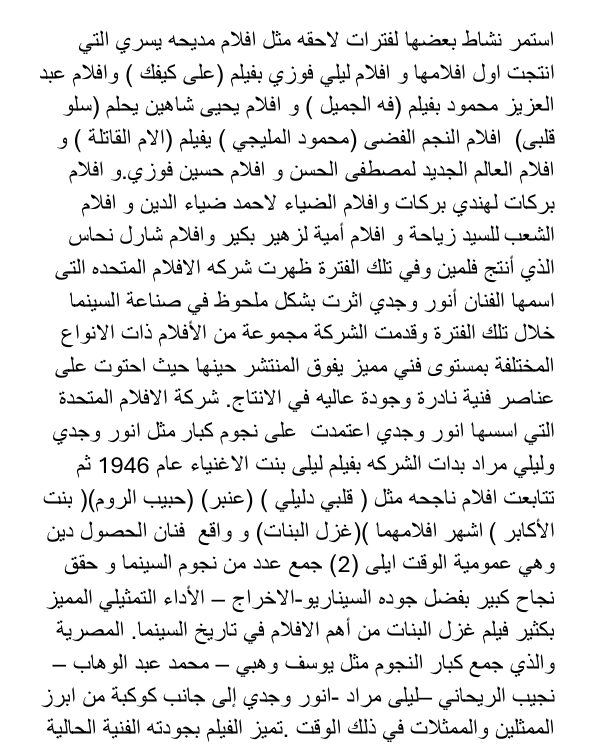 استمر نشاط بعضها لفترات لاحقه مثل افلام مديحه يسري التي
انتجت اول افلامها و افلام ليلي فوزي بفيلم (على كيفك ) وافلام عبد
العزيز محمود بفيلم (فه الجميل ) و افلام يحيى شاهين يحلم (سلو
قلبى)  افلام النجم الفضى (محمود المليجي ) يفيلم (الام القاتلة ) و
افلام العالم الجديد لمصطفى الحسن و افلام حسين فوزي.و افلام
بركات لهندي بركات وافلام الضياء لاحمد ضياء الدين و افلام
الشعب للسيد زياحة و افلام أمية لزهير بكير وافلام شارل نحاس
الذي أنتج فلمين وفي تلك الفترة ظهرت شركه الافلام المتحده التى
اسمها الفنان أنور وجدي اثرت بشكل ملحوظ في صناعة السينما
خلال تلك الفترة وقدمت الشركة مجموعة من الأفلام ذات الانواع
المختلفة بمستوى فني مميز يفوق المنتشر حينها حيث احتوت على
عناصر فنية نادرة وجودة عاليه في الانتاج. شركة الافلام المتحدة
التي اسسها انور وجدي اعتمدت  على نجوم كبار مثل انور وجدي
وليلي مراد بدات الشركه بفيلم ليلى بنت الاغنياء عام 1946 ثم
تتابعت افلام ناجحه مثل ( قلبي دليلي ) (عنبر) (حبيب الروم)( بنت
الأكابر ) اشهر افلامهما )(غزل البنات) و واقع  فنان الحصول دين
وهي عمومية الوقت ايلى (2) جمع عدد من نجوم السينما و حقق
نجاح كبير بفضل جوده السيناريو-الاخراج – الأداء التمثيلي المميز
بكثير فيلم غزل البنات من أهم الافلام في تاريخ السينما. المصرية
والذي جمع كبار النجوم مثل يوسف وهبي – محمد عبد الوهاب –
نجيب الريحاني –ليلى مراد -انور وجدي إلى جانب كوكبة من ابرز
الممثلين والممثلات في ذلك الوقت .تميز الفيلم بجودته الفنية الحالية